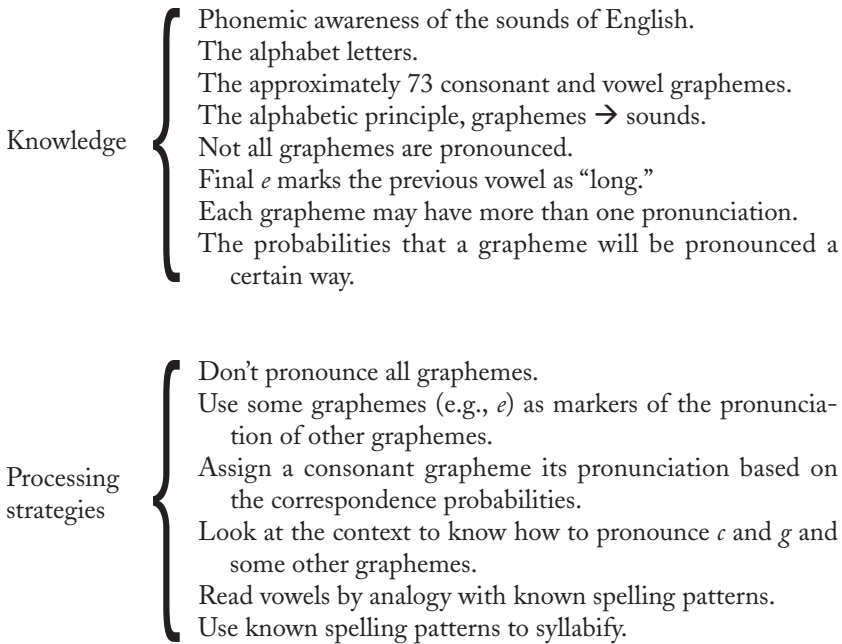 Phonemic awareness of the sounds of English.
The alphabet letters.
The approximately 73 consonant and vowel graphemes.
The alphabetic principle, graphemes → sounds.
Knowledge
Not all graphemes are pronounced.
Final e marks the previous vowel as “long.”
Each grapheme may have more than one pronunciation.
The probabilities that a grapheme will be pronounced a
certain way.
Don’t pronounce all graphemes.
Use some graphemes (e.g., e) as markers of the pronuncia-
tion of other graphemes.
Processing
strategies
Assign a consonant grapheme its pronunciation based on
the correspondence probabilities.
Look at the context to know how to pronounce c and g and
some other graphemes.
Read vowels by analogy with known spelling patterns.
Use known spelling patterns to syllabify.